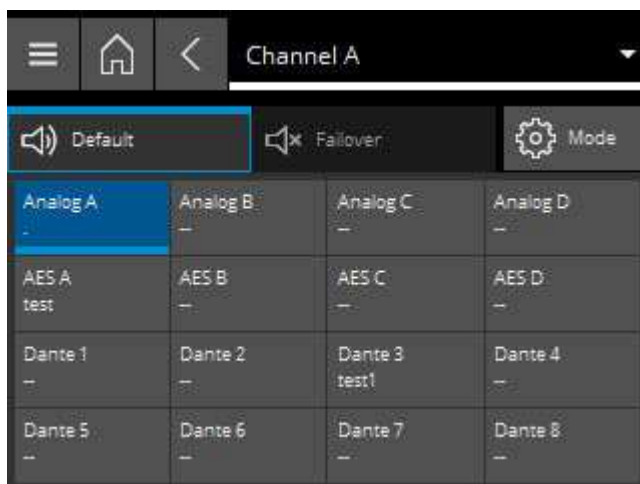 Channel A
Default Failover Mode
Analog A Analog B Analog C Analog D
. -- -- --
AES A AES B AES C AES D
test -- -- --
Dante 1 Dante 2 Dante 3 Dante 4
-- -- test1 --
Dante 5 Dante 6 Dante 7 Dante 8
-- -- -- --